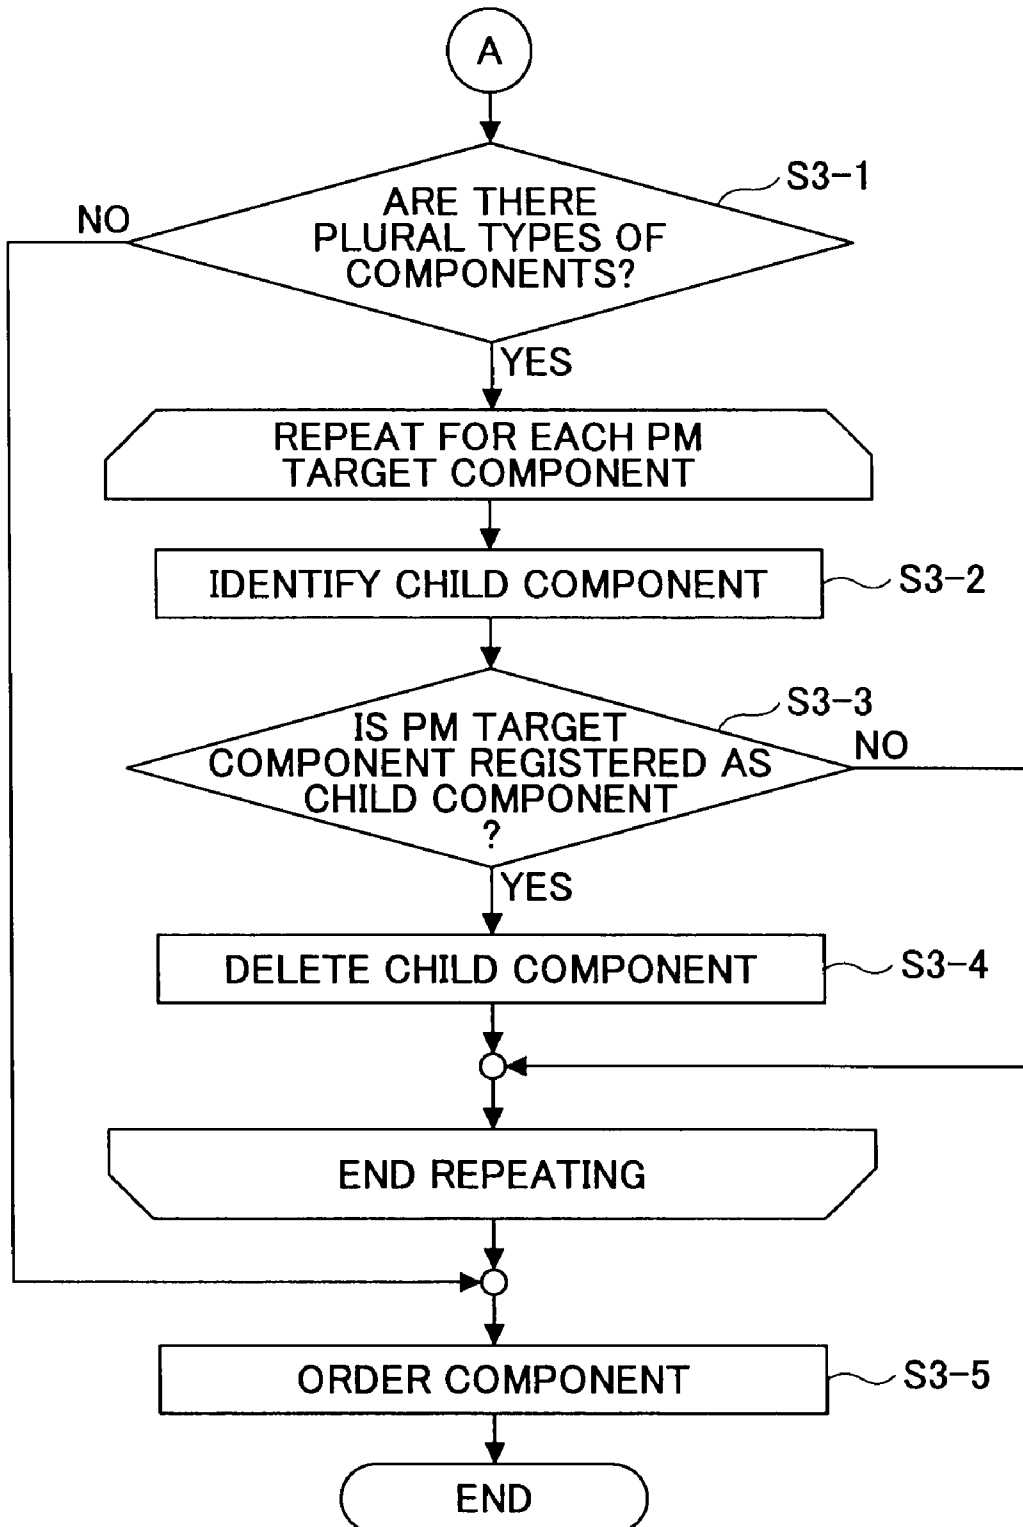 A
S3-1
ARE THERE
PLURAL TYPES OF
COMPONENTS?
NO
YES
REPEAT FOR EACH PM
TARGET COMPONENT
IDENTIFY CHILD COMPONENT
S3-2
S3-3
IS PM TARGET
COMPONENT REGISTERED AS
CHILD COMPONENT
?
NO
YES
DELETE CHILD COMPONENT
S3-4
END REPEATING
ORDER COMPONENT
S3-5
END